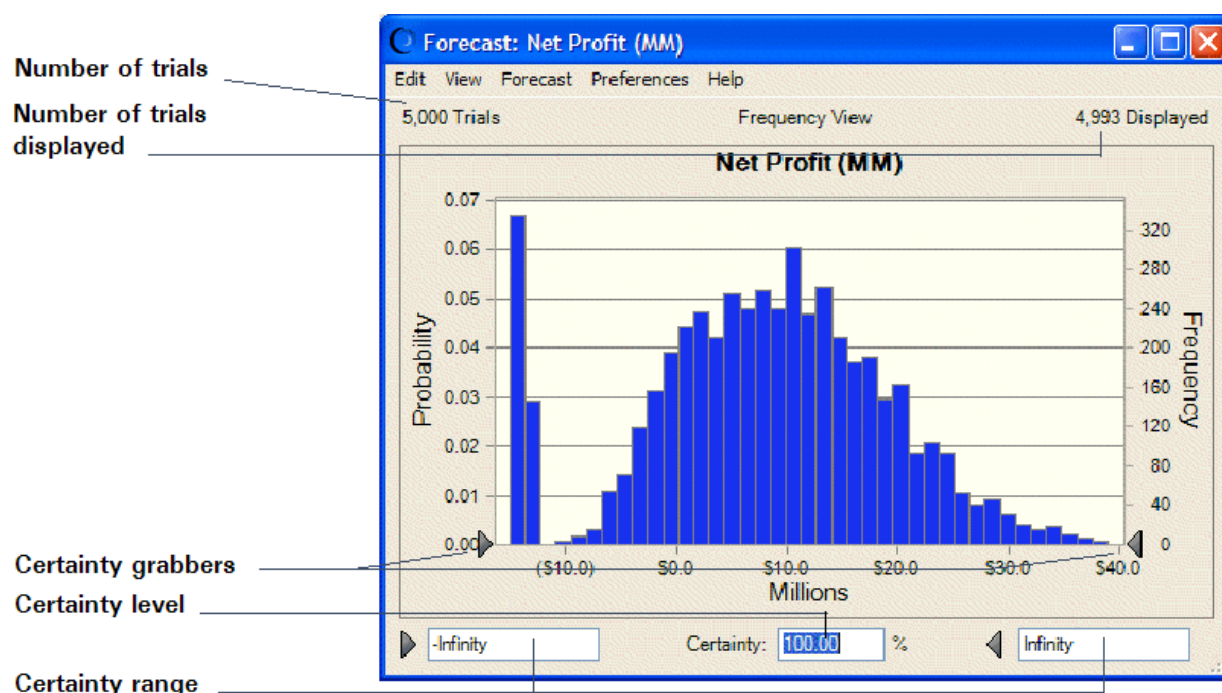 Forecast: Net Profit (MM)
Edit View Forecast Preferences Help
Number of trials
5,000 Trials Frequency View 4,993 Displayed
Number of trials
displayed
Net Profit (MM)
0.07
0.06
0.05
0.04
0.03
0.02
0.01
0.00
Probability
320
280
240
200
160
120
80
40
0
Frequency
($10.0) $0.0 $10.0 $20.0 $30.0 $40.0
Millions
Certainty grabbers
Certainty level
-Infinity Certainty: 100.00 % Infinity
Certainty range